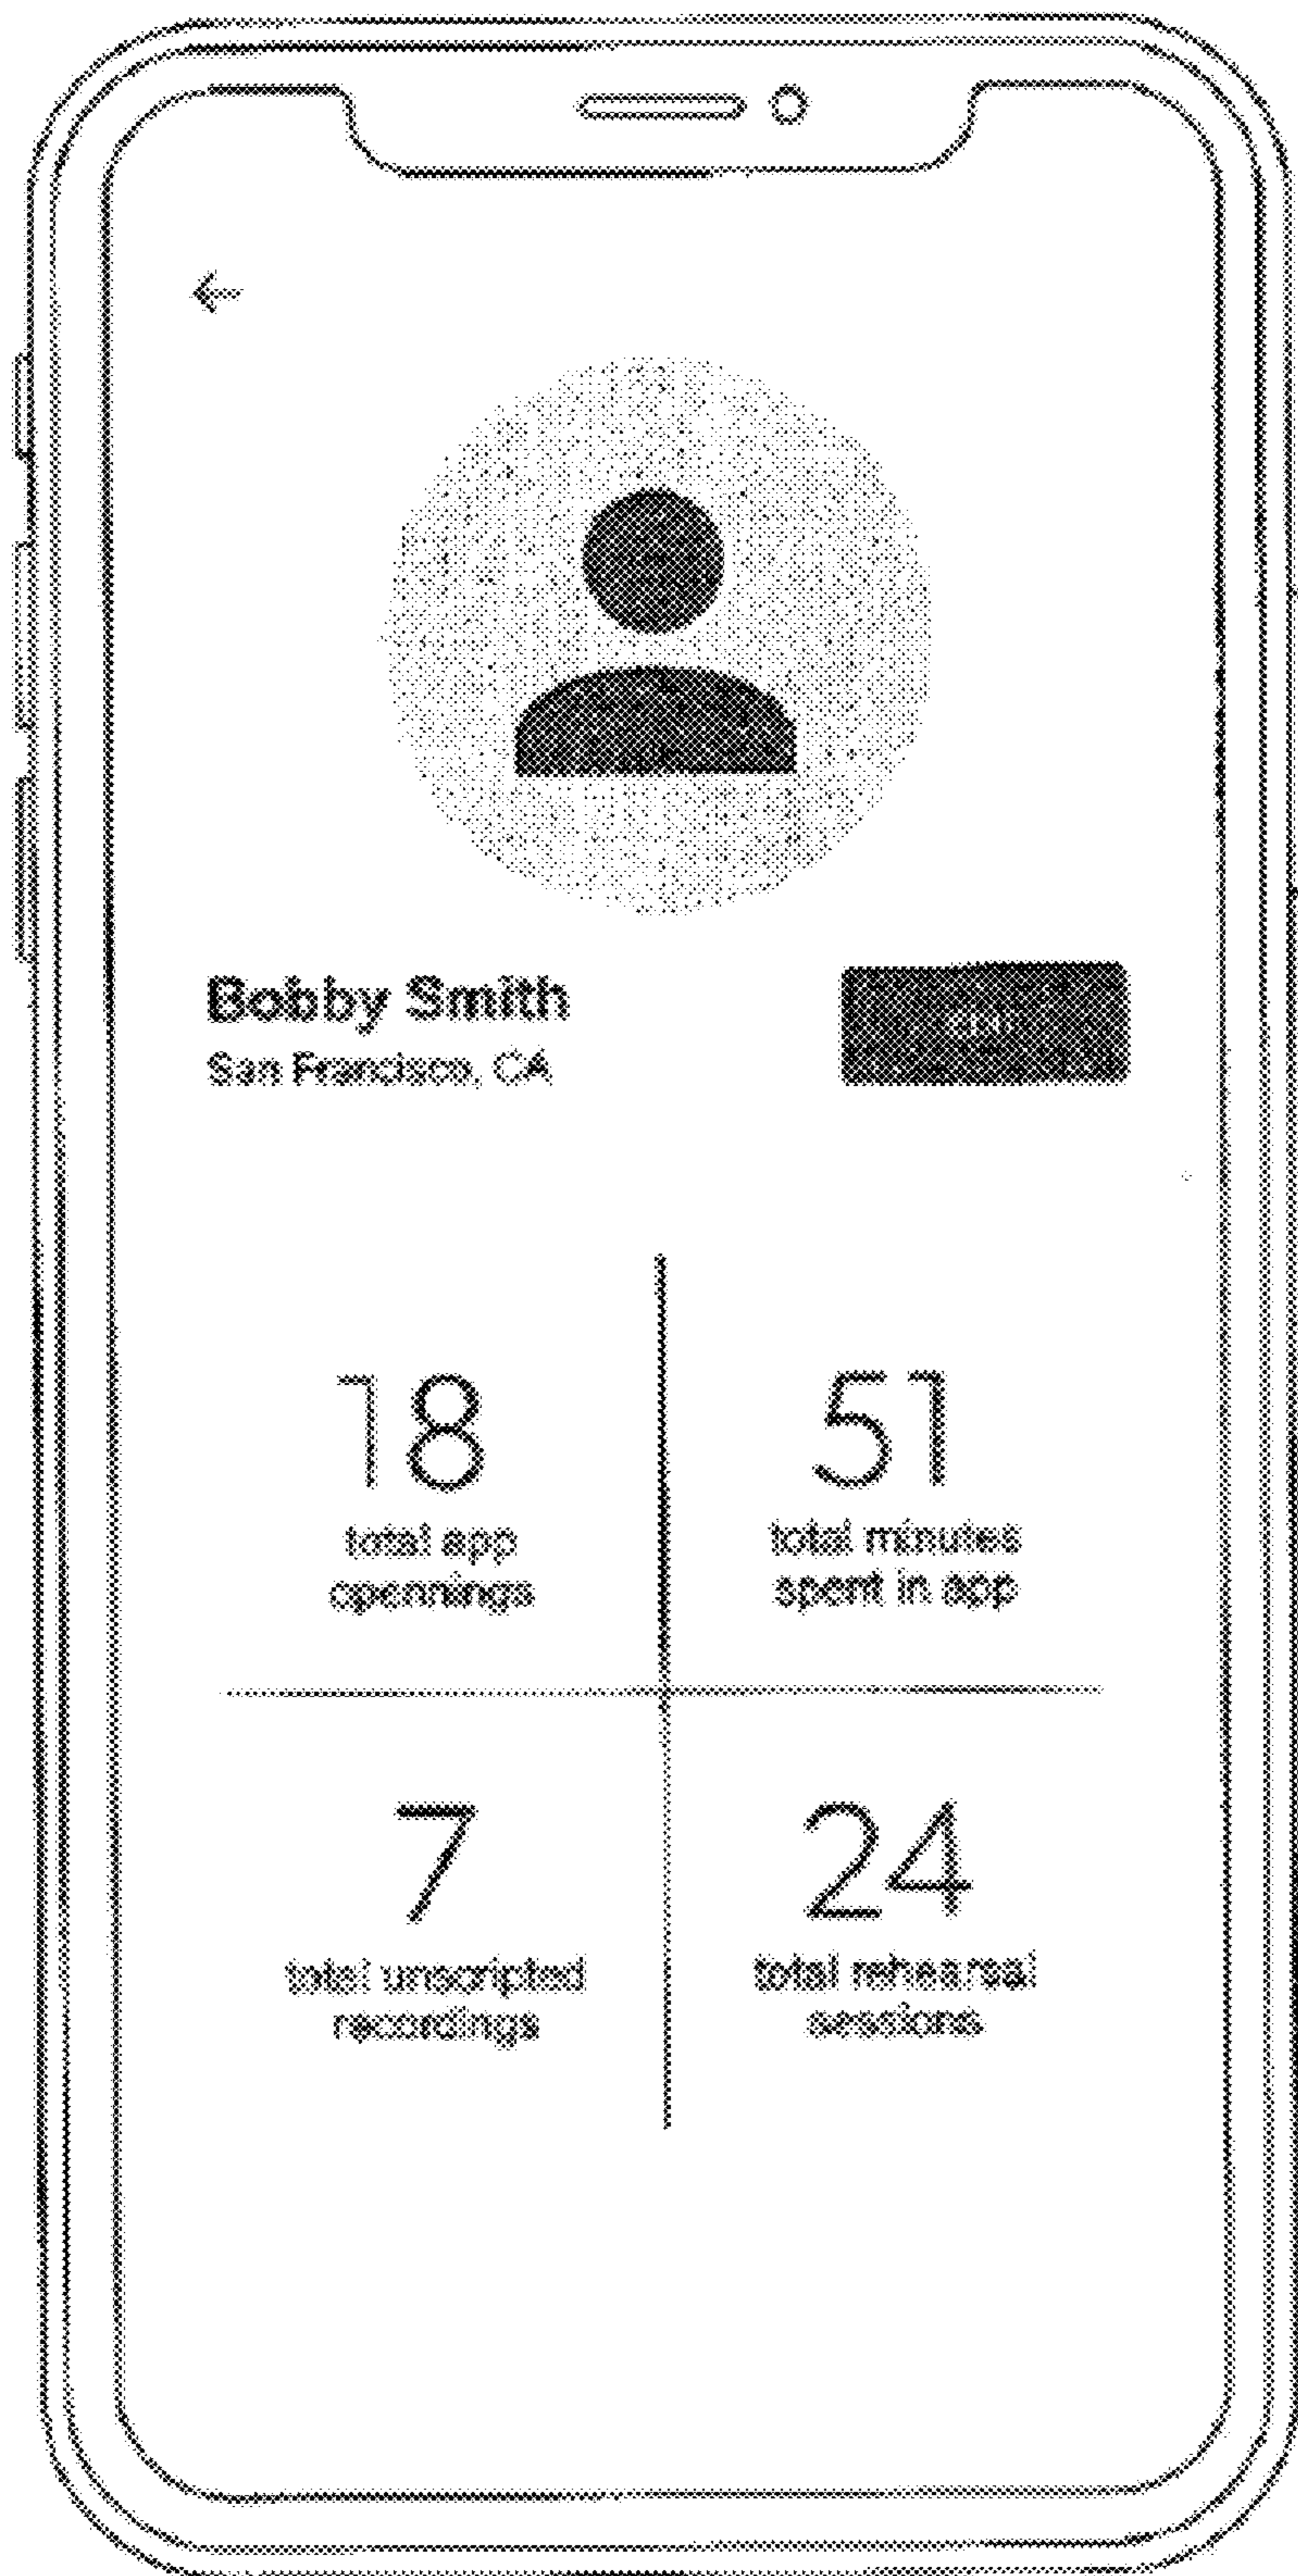 Bobby Smith
San Francisco, CA
edit
18
total app
opennings
51
total minutes
spent in app
7
total unscripted
recordings
24
total rehearsal
sessions